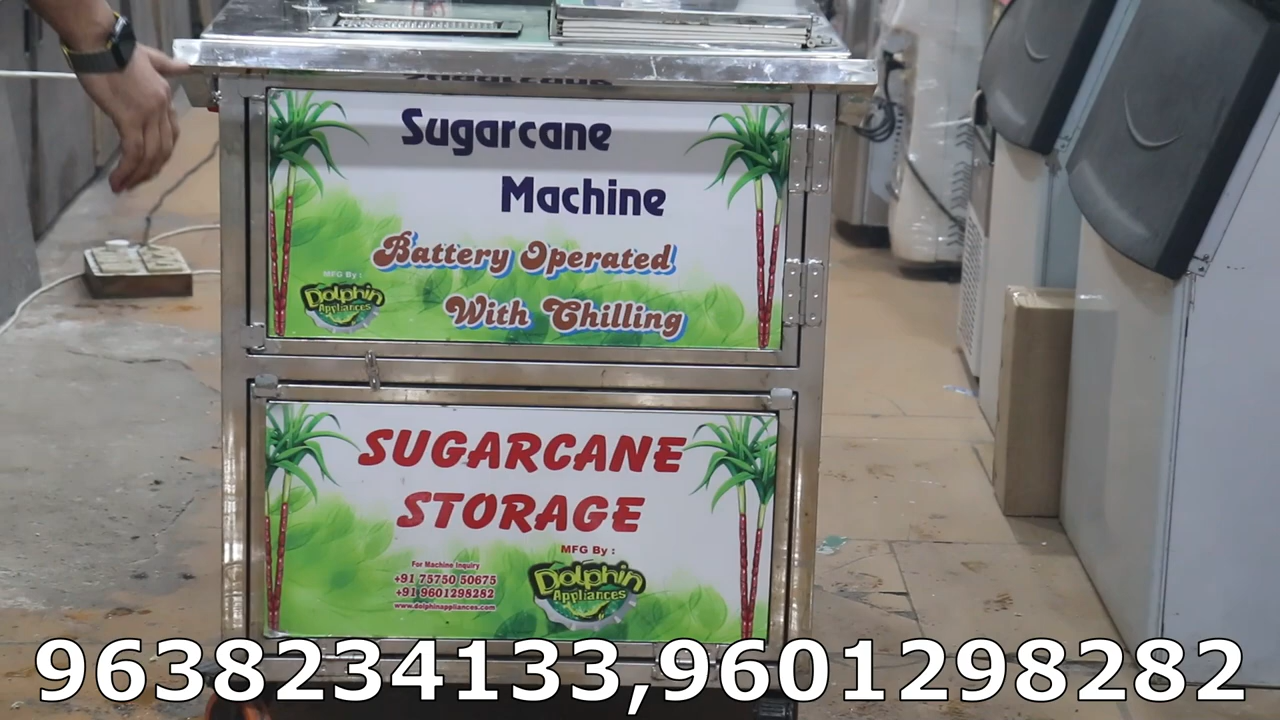 Sugarcane
Machine
Battery Operated
With Chilling
MFG By :
Dolphin
Appliances
SUGARCANE
STORAGE
MFG By :
Dolphin
Appliances
For Machine Inquiry
+91 75750 50675
+91 9601298282
www.dolphinappliances.com
9638234133,9601298282